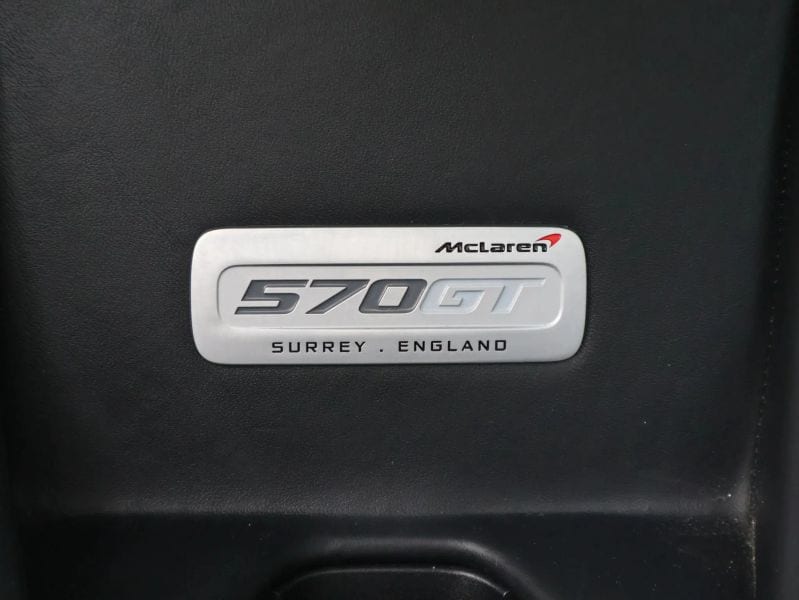 McLaren
570GT
SURREY . ENGLAND